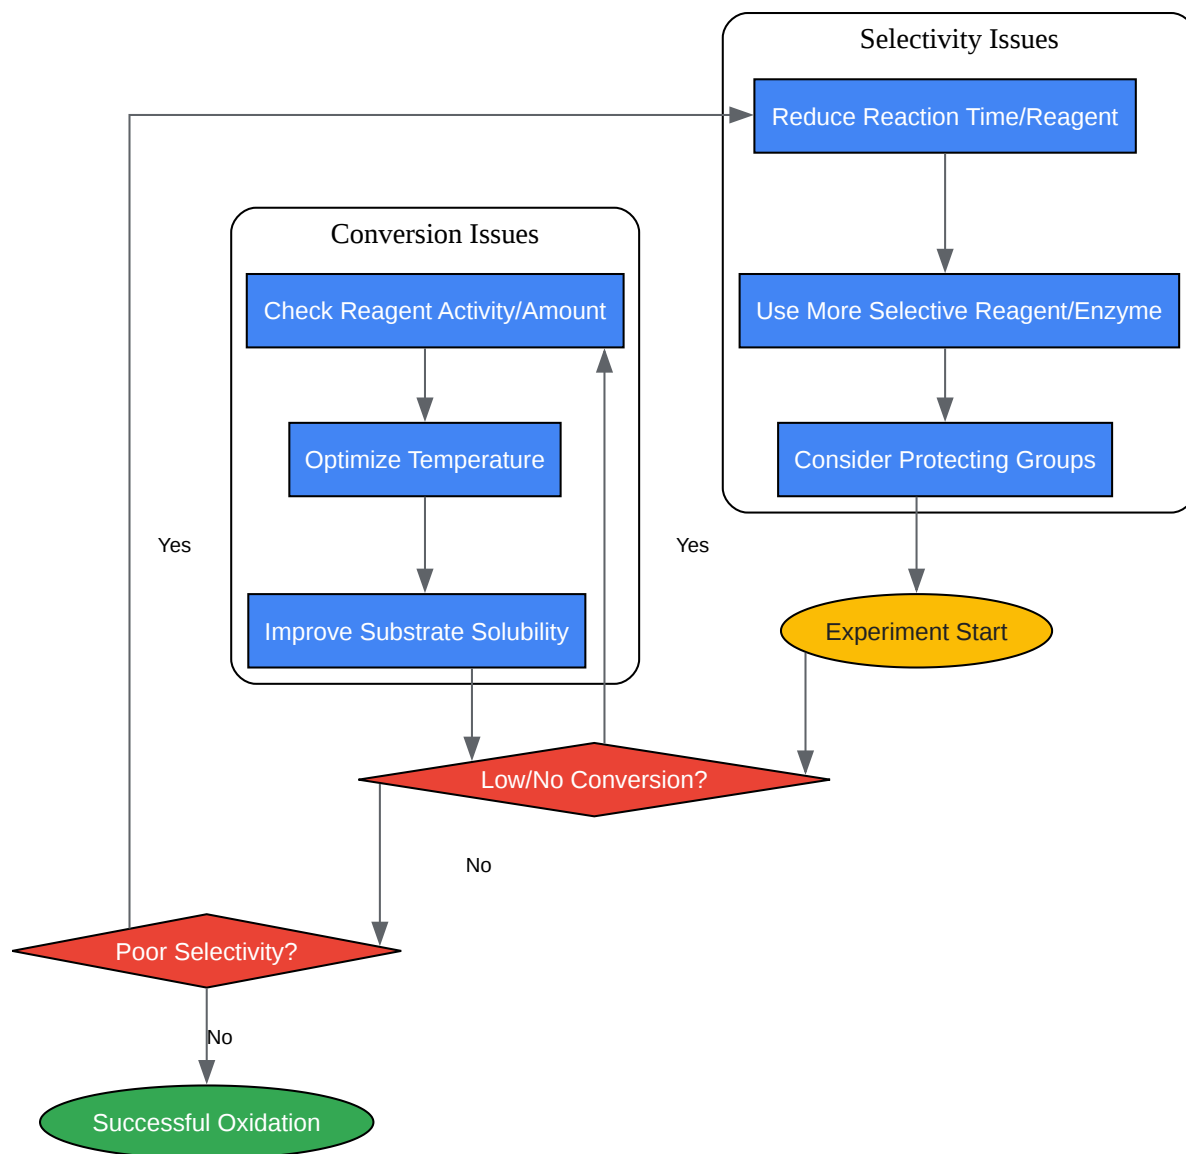 Selectivity Issues
Reduce Reaction Time/Reagent
Conversion Issues
Check Reagent Activity/Amount
Use More Selective Reagent/Enzyme
Optimize Temperature
Consider Protecting Groups
Yes
Yes
Improve Substrate Solubility
Experiment Start
Low/No Conversion?
No
Poor Selectivity?
No
Successful Oxidation